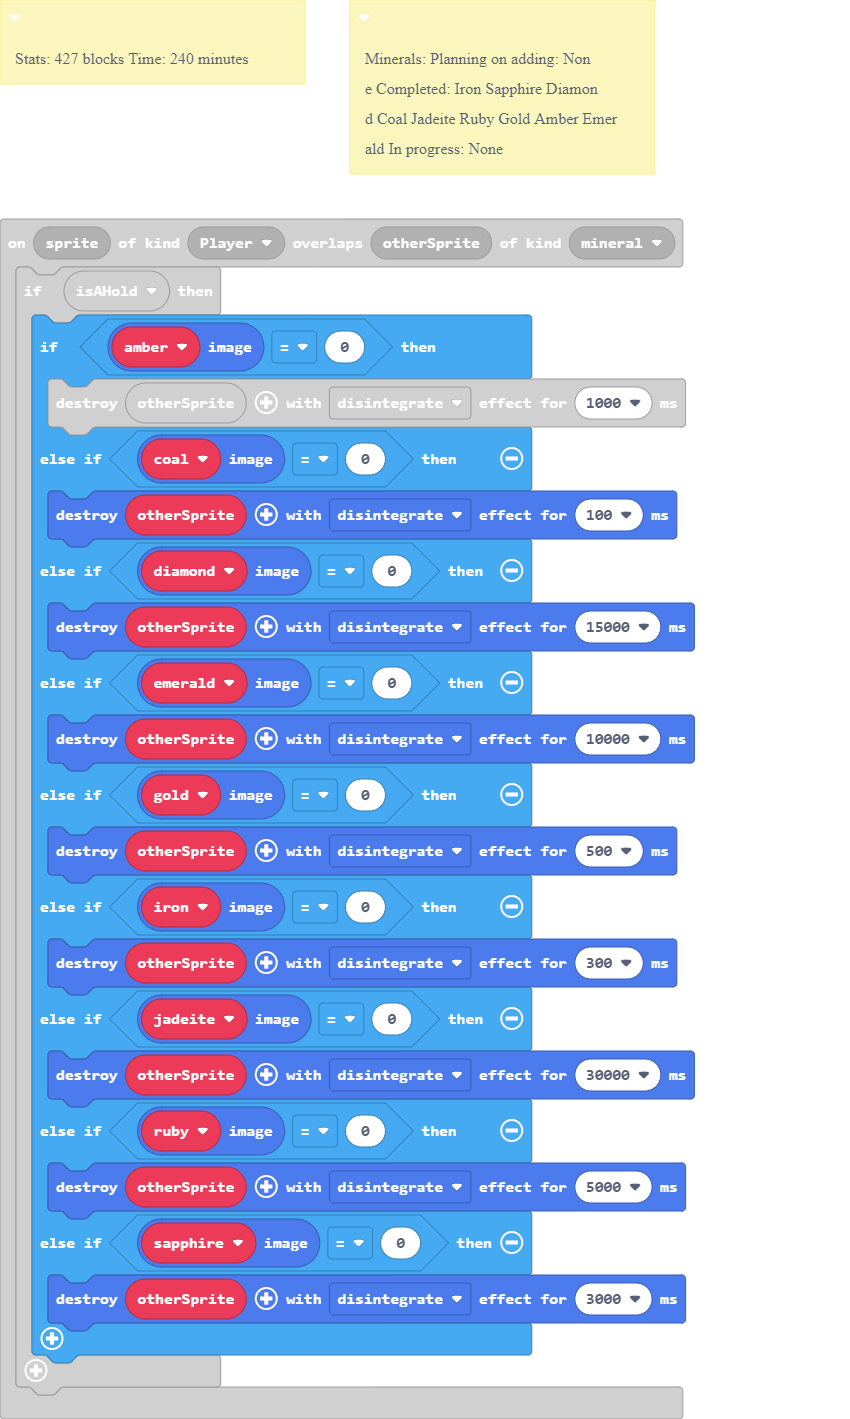 Stats: 427 blocks Time: 240 minutes
Minerals: Planning on adding: Non
e Completed: Iron Sapphire Diamon
d Coal Jadeite Ruby Gold Amber Emer
ald In progress: None
on sprite of kind Player overlaps otherSprite of kind mineral
if isAHold then
if amber image = 0 then
destroy otherSprite with disintegrate effect for 1000 ms
else if coal image = 0 then
destroy otherSprite with disintegrate effect for 100 ms
else if diamond image = 0 then
destroy otherSprite with disintegrate effect for 15000 ms
else if emerald image = 0 then
destroy otherSprite with disintegrate effect for 10000 ms
else if gold image = 0 then
destroy otherSprite with disintegrate effect for 500 ms
else if iron image = 0 then
destroy otherSprite with disintegrate effect for 300 ms
else if jadeite image = 0 then
destroy otherSprite with disintegrate effect for 30000 ms
else if ruby image = 0 then
destroy otherSprite with disintegrate effect for 5000 ms
else if sapphire image = 0 then
destroy otherSprite with disintegrate effect for 3000 ms